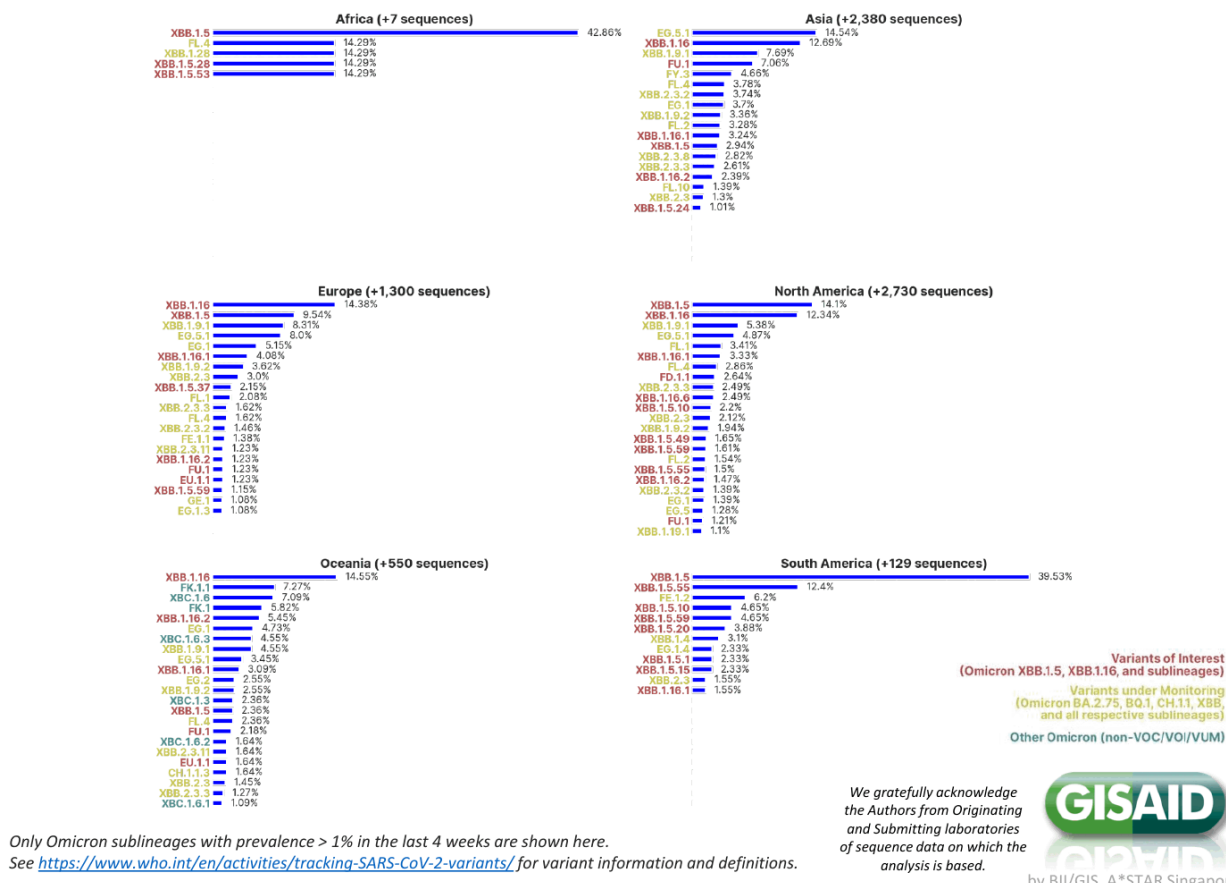 Africa (+7 sequences)
XBB.1.5 42.86%
FL.4 14.29%
XBB.1.28 14.29%
XBB.1.5.28 14.29%
XBB.1.5.53 14.29%
Asia (+2,380 sequences)
EG.5.1 14.54%
XBB.1.16 12.69%
XBB.1.9.1 7.69%
FU.1 7.06%
FY.3 4.66%
FL.4 3.78%
XBB.2.3.2 3.74%
EG.1 3.7%
XBB.1.9.2 3.36%
FL.2 3.28%
XBB.1.16.1 3.24%
XBB.1.5 2.94%
XBB.2.3.8 2.82%
XBB.2.3.3 2.61%
XBB.1.16.2 2.39%
FL.10 1.39%
XBB.2.3 1.3%
XBB.1.5.24 1.01%
Europe (+1,300 sequences)
XBB.1.16 14.38%
XBB.1.5 9.54%
XBB.1.9.1 8.31%
EG.5.1 8.0%
EG.1 5.15%
XBB.1.16.1 4.08%
XBB.1.9.2 3.62%
XBB.2.3 3.0%
XBB.1.5.37 2.15%
FL.1 2.08%
XBB.2.3.3 1.62%
FL.4 1.62%
XBB.2.3.2 1.46%
FE.1.1 1.38%
XBB.2.3.11 1.23%
XBB.1.16.2 1.23%
FU.1 1.23%
EU.1.1 1.23%
XBB.1.5.59 1.15%
GE.1 1.08%
EG.1.3 1.08%
North America (+2,730 sequences)
XBB.1.5 14.1%
XBB.1.16 12.34%
XBB.1.9.1 5.38%
EG.5.1 4.87%
FL.1 3.41%
XBB.1.16.1 3.33%
FL.4 2.86%
FD.1.1 2.64%
XBB.2.3.3 2.49%
XBB.1.16.6 2.49%
XBB.1.5.10 2.2%
XBB.2.3 2.12%
XBB.1.9.2 1.94%
XBB.1.5.49 1.65%
XBB.1.5.59 1.61%
FL.2 1.54%
XBB.1.5.55 1.5%
XBB.1.16.2 1.47%
XBB.2.3.2 1.39%
EG.1 1.39%
EG.5 1.28%
FU.1 1.21%
XBB.1.19.1 1.1%
Oceania (+550 sequences)
XBB.1.16 14.55%
FK.1.1 7.27%
XBC.1.6 7.09%
FK.1 5.82%
XBB.1.16.2 5.45%
EG.1 4.73%
XBC.1.6.3 4.55%
XBB.1.9.1 4.55%
EG.5.1 3.45%
XBB.1.16.1 3.09%
EG.2 2.55%
XBB.1.9.2 2.55%
XBC.1.3 2.36%
XBB.1.5 2.36%
FL.4 2.36%
FU.1 2.18%
XBC.1.6.2 1.64%
XBB.2.3.11 1.64%
EU.1.1 1.64%
CH.1.1.3 1.64%
XBB.2.3 1.45%
XBB.2.3.3 1.27%
XBC.1.6.1 1.09%
South America (+129 sequences)
XBB.1.5 39.53%
XBB.1.5.55 12.4%
FE.1.2 6.2%
XBB.1.5.10 4.65%
XBB.1.5.59 4.65%
XBB.1.5.20 3.88%
XBB.1.4 3.1%
EG.1.4 2.33%
XBB.1.5.1 2.33%
XBB.1.5.15 2.33%
XBB.2.3 1.55%
XBB.1.16.1 1.55%
Variants of Interest
(Omicron XBB.1.5, XBB.1.16, and sublineages)
Variants under Monitoring
(Omicron BA.2.75, BQ.1, CH.1.1, XBB,
and all respective sublineages)
Other Omicron (non-VOC/VOI/VUM)
We gratefully acknowledge
the Authors from Originating
and Submitting laboratories
of sequence data on which the
analysis is based.
GISAID
by BII/GIS, A*STAR Singapo
Only Omicron sublineages with prevalence > 1% in the last 4 weeks are shown here.
See https://www.who.int/en/activities/tracking-SARS-CoV-2-variants/ for variant information and definitions.